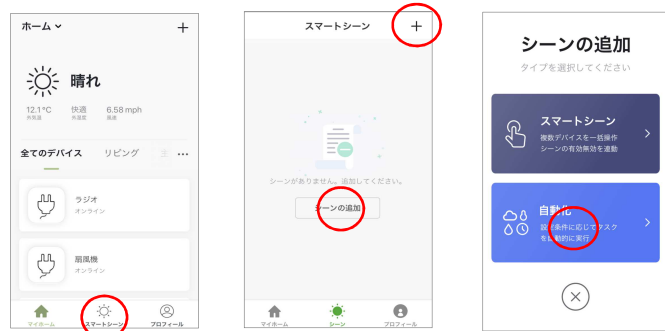 ホーム
晴れ
12.1°C 快適 6.58 mph
外気温 外湿度 風速
全てのデバイス リビング 主 ...
ラジオ
オンライン
扇風機
オンライン
マイホーム スマートシーン プロフィール
スマートシーン
シーンがありません。追加してください。
シーンの追加
マイホーム シーン プロフィール
シーンの追加
タイプを選択してください
スマートシーン
複数デバイスを一括操作
シーンの有効無効を連動
自動化
設定条件に応じてタスク
を自動的に実行